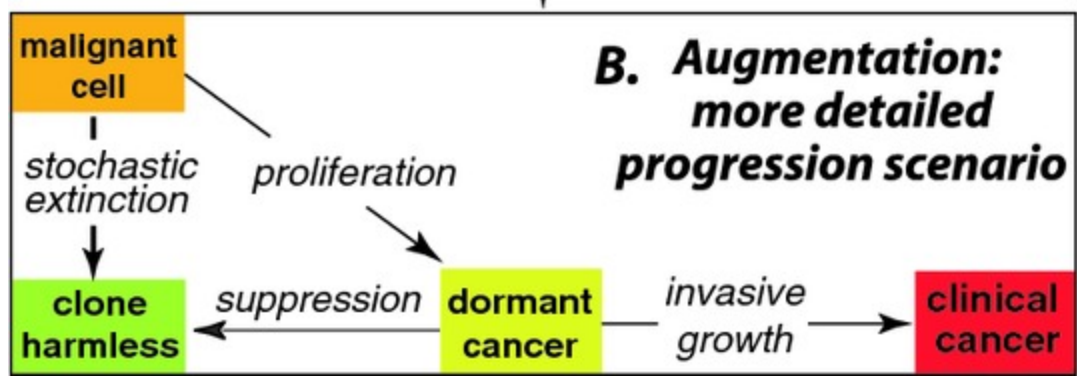 malignant
cell
B. Augmentation:
more detailed
progression scenario
stochastic
extinction
proliferation
clone
harmless
suppression
dormant
cancer
invasive
growth
clinical
cancer